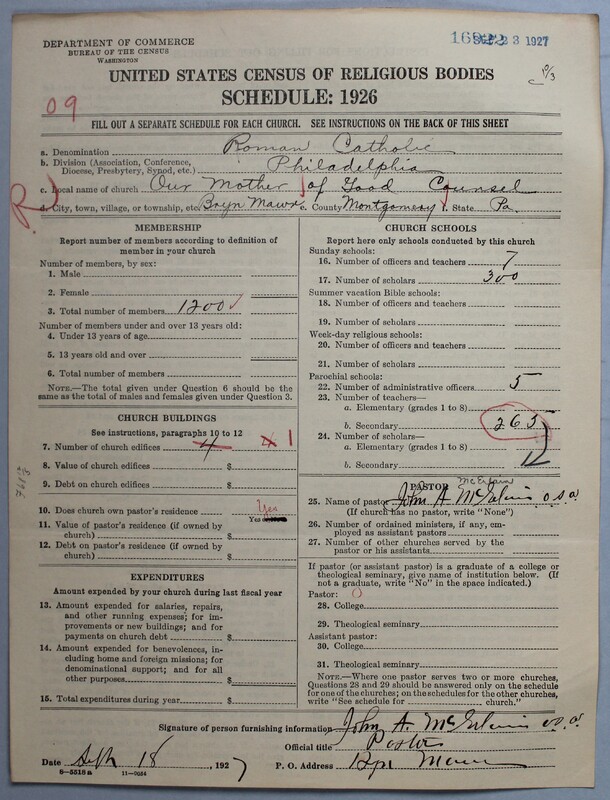 DEPARTMENT OF COMMERCE
BUREAU OF THE CENSUS
WASHINGTON
23 1927
UNITED STATES CENSUS OF RELIGIOUS BODIES
SCHEDULE: 1926
09
FILL OUT A SEPARATE SCHEDULE FOR EACH CHURCH. SEE INSTRUCTIONS ON THE BACK OF THIS SHEET
a. Denomination Roman Catholic
b. Division (Association, Conference, Diocese, Presbytery, Synod, etc.) Philadelphia
c. Local name of church Our Mother of Good Counsel
d. City, town, village, or township, etc. Bryn Mawr e. County Montgomery f. State Pa.
R
MEMBERSHIP
Report number of members according to definition of
member in your church
Number of members, by sex:
1. Male
2. Female
3. Total number of members 1200
Number of members under and over 13 years old:
4. Under 13 years of age
5. 13 years old and over
6. Total number of members
NOTE.—The total given under Question 6 should be the
same as the total of males and females given under Question 3.
CHURCH BUILDINGS
See instructions, paragraphs 10 to 12
7. Number of church edifices 4 1
8. Value of church edifices $
9. Debt on church edifices $
10. Does church own pastor's residence Yes
Yes
11. Value of pastor's residence (if owned by
church) $
12. Debt on pastor's residence (if owned by
church) $
EXPENDITURES
Amount expended by your church during last fiscal year
13. Amount expended for salaries, repairs,
and other running expenses; for im-
provements or new buildings; and for
payments on church debt $
14. Amount expended for benevolences, in-
cluding home and foreign missions; for
denominational support; and for all
other purposes $
15. Total expenditures during year $
CHURCH SCHOOLS
Report here only schools conducted by this church
Sunday schools:
16. Number of officers and teachers 7
17. Number of scholars 300
Summer vacation Bible schools:
18. Number of officers and teachers
19. Number of scholars
Week-day religious schools:
20. Number of officers and teachers
21. Number of scholars
Parochial schools:
22. Number of administrative officers 5
23. Number of teachers—
a. Elementary (grades 1 to 8)
b. Secondary 265
24. Number of scholars—
a. Elementary (grades 1 to 8)
b. Secondary 12
PASTOR
25. Name of pastor John A. o.s.a.
(If church has no pastor, write "None")
26. Number of ordained ministers, if any, em-
ployed as assistant pastors
27. Number of other churches served by the
pastor or his assistants
If pastor (or assistant pastor) is a graduate of a college or
theological seminary, give name of institution below. (If
not a graduate, write "No" in the space indicated.)
Pastor:
28. College
29. Theological seminary
Assistant pastor:
30. College
31. Theological seminary
NOTE.—Where one pastor serves two or more churches,
Questions 28 and 29 should be answered only on the schedule
for one of the churches; on the schedules for other churches,
write "See schedule for church."
Signature of person furnishing information John A. o.s.a.
Official title Pastor
Date Sept 18, 1927 P. O. Address Mawr
8—5518a 11—9084